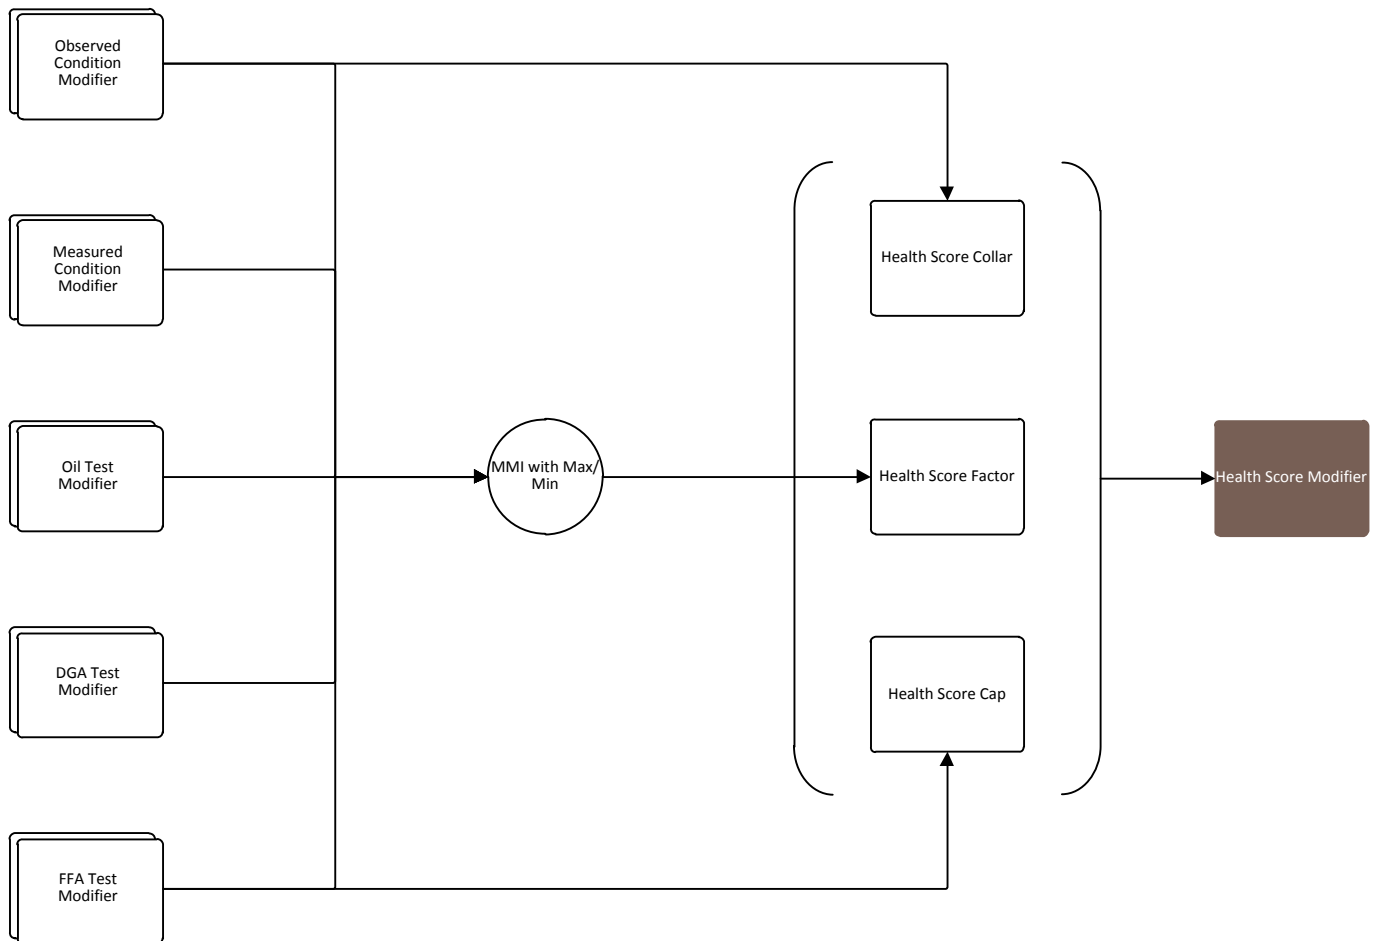 Observed
Condition
Modifier
Measured
Condition
Modifier
Oil Test
Modifier
DGA Test
Modifier
FFA Test
Modifier
MMI with Max/
Min
Health Score Collar
Health Score Factor
Health Score Cap
Health Score Modifier